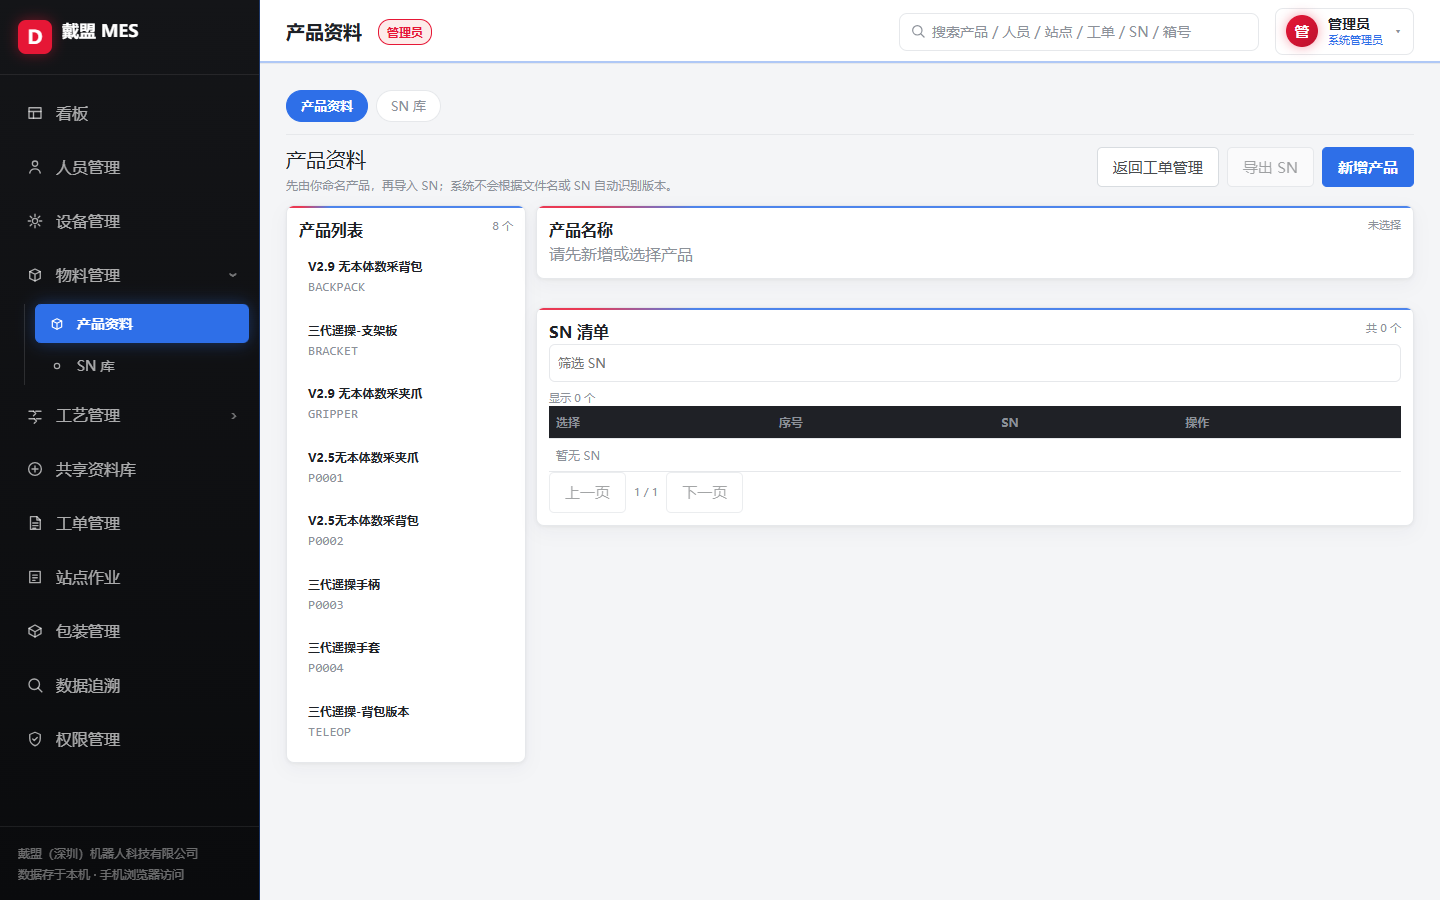 D 戴盟 MES
看板
人员管理
设备管理
物料管理
产品资料
SN 库
工艺管理
共享资料库
工单管理
站点作业
包装管理
数据追溯
权限管理
戴盟（深圳）机器人科技有限公司
数据存于本机 · 手机浏览器访问
产品资料 管理员
搜索产品 / 人员 / 站点 / 工单 / SN / 箱号
管 管理员
系统管理员
产品资料 SN 库
产品资料
先由你命名产品，再导入 SN；系统不会根据文件名或 SN 自动识别版本。
返回工单管理 导出 SN 新增产品
产品列表 8 个
V2.9 无本体数采背包
BACKPACK
三代遥操-支架板
BRACKET
V2.9 无本体数采夹爪
GRIPPER
V2.5无本体数采夹爪
P0001
V2.5无本体数采背包
P0002
三代遥操手柄
P0003
三代遥操手套
P0004
三代遥操-背包版本
TELEOP
产品名称 未选择
请先新增或选择产品
SN 清单 共 0 个
筛选 SN
显示 0 个
选择 序号 SN 操作
暂无 SN
上一页 1 / 1 下一页